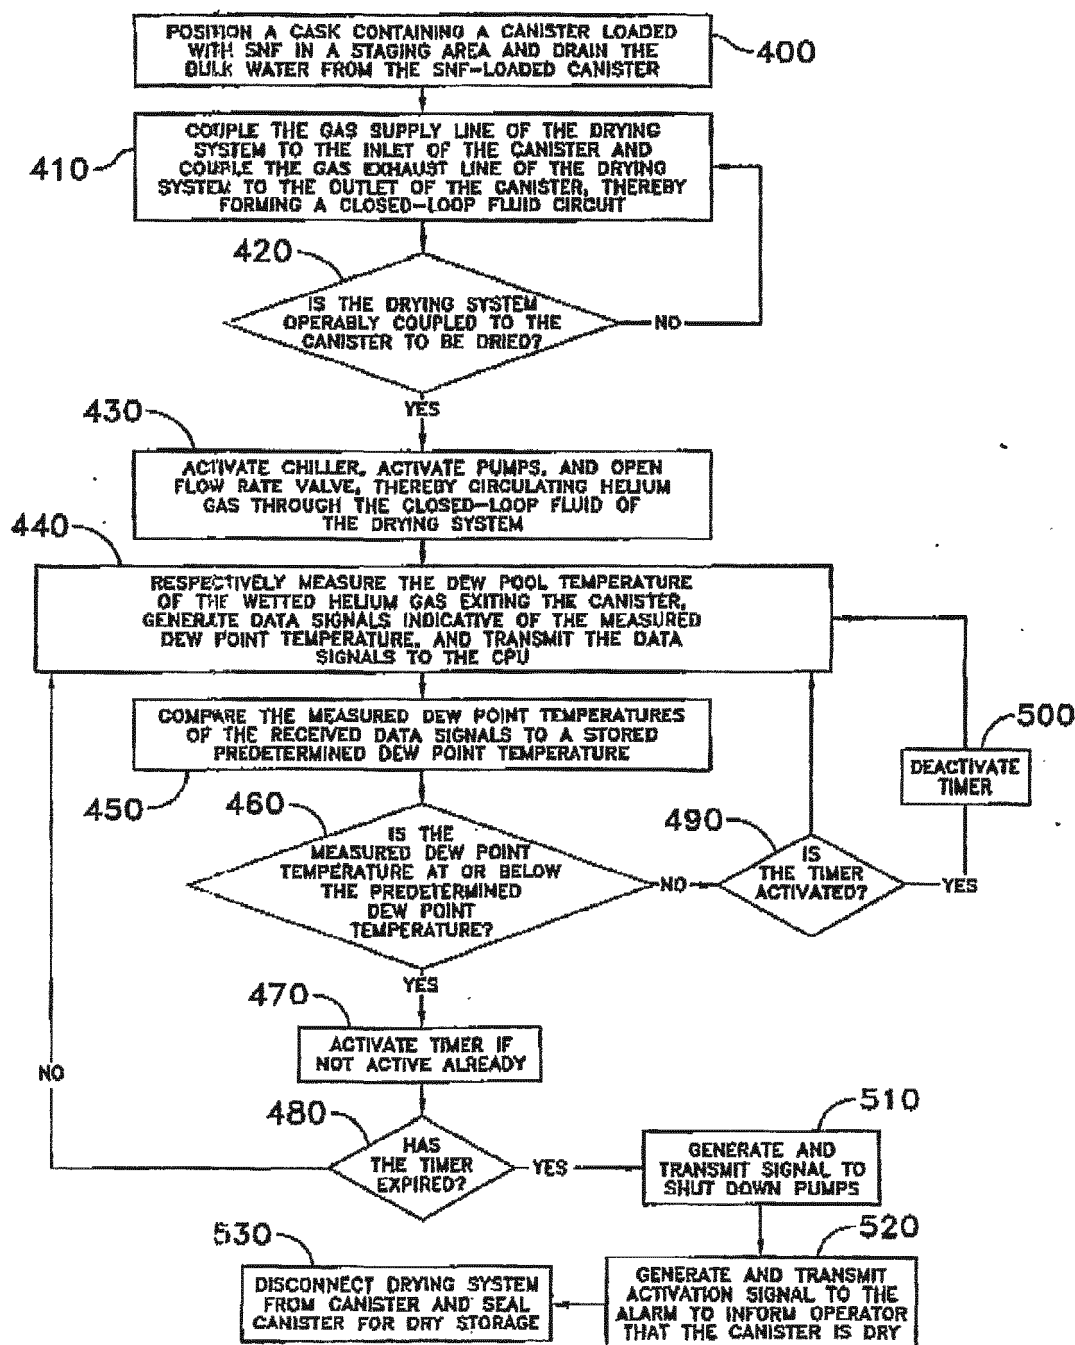 POSITION A CASK CONTAINING A CANISTER LOADED
WITH SNF IN A STAGING AREA AND DRAIN THE
BULK WATER FROM THE SNF-LOADED CANISTER
400
COUPLE THE GAS SUPPLY LINE OF THE DRYING
SYSTEM TO THE INLET OF THE CANISTER AND
COUPLE THE GAS EXHAUST LINE OF THE DRYING
SYSTEM TO THE OUTLET OF THE CANISTER, THEREBY
FORMING A CLOSED-LOOP FLUID CIRCUIT
410
420
IS THE DRYING SYSTEM
OPERABLY COUPLED TO THE
CANISTER TO BE DRIED?
NO
YES
430
ACTIVATE CHILLER, ACTIVATE PUMPS, AND OPEN
FLOW RATE VALVE, THEREBY CIRCULATING HELIUM
GAS THROUGH THE CLOSED-LOOP FLUID OF
THE DRYING SYSTEM
440
RESPECTIVELY MEASURE THE DEW POOL TEMPERATURE
OF THE WETTED HELIUM GAS EXITING THE CANISTER,
GENERATE DATA SIGNALS INDICATIVE OF THE MEASURED
DEW POINT TEMPERATURE, AND TRANSMIT THE DATA
SIGNALS TO THE CPU
COMPARE THE MEASURED DEW POINT TEMPERATURES
OF THE RECEIVED DATA SIGNALS TO A STORED
PREDETERMINED DEW POINT TEMPERATURE
450
500
DEACTIVATE
TIMER
460
IS THE
MEASURED DEW POINT
TEMPERATURE AT OR BELOW
THE PREDETERMINED
DEW POINT
TEMPERATURE?
NO
490
IS
THE TIMER
ACTIVATED?
YES
YES
470
ACTIVATE TIMER IF
NOT ACTIVE ALREADY
NO
480
HAS
THE TIMER
EXPIRED?
YES
510
GENERATE AND
TRANSMIT SIGNAL TO
SHUT DOWN PUMPS
520
GENERATE AND TRANSMIT
ACTIVATION SIGNAL TO THE
ALARM TO INFORM OPERATOR
THAT THE CANISTER IS DRY
530
DISCONNECT DRYING SYSTEM
FROM CANISTER AND SEAL
CANISTER FOR DRY STORAGE